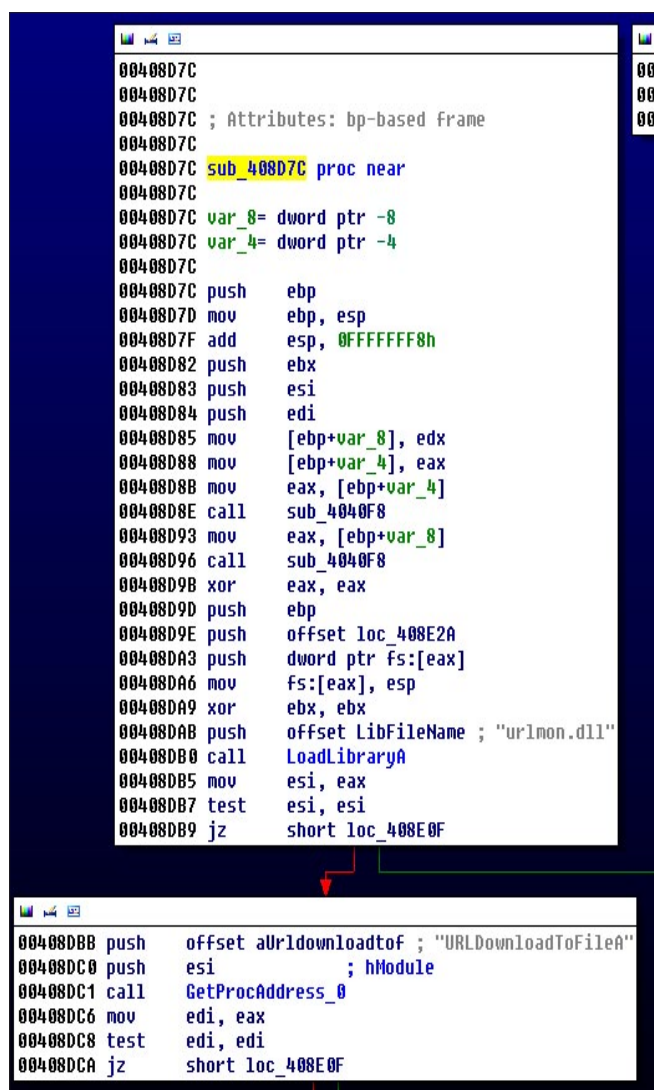 00408D7C
00408D7C
00408D7C ; Attributes: bp-based frame
00408D7C
00408D7C sub_408D7C proc near
00408D7C
00408D7C var_8= dword ptr -8
00408D7C var_4= dword ptr -4
00408D7C
00408D7C push ebp
00408D7D mov ebp, esp
00408D7F add esp, 0FFFFFFF8h
00408D82 push ebx
00408D83 push esi
00408D84 push edi
00408D85 mov [ebp+var_8], edx
00408D88 mov [ebp+var_4], eax
00408D8B mov eax, [ebp+var_4]
00408D8E call sub_4040F8
00408D93 mov eax, [ebp+var_8]
00408D96 call sub_4040F8
00408D9B xor eax, eax
00408D9D push ebp
00408D9E push offset loc_408E2A
00408DA3 push dword ptr fs:[eax]
00408DA6 mov fs:[eax], esp
00408DA9 xor ebx, ebx
00408DAB push offset LibFileName ; "urlmon.dll"
00408DB0 call LoadLibraryA
00408DB5 mov esi, eax
00408DB7 test esi, esi
00408DB9 jz short loc_408E0F
00
00
00
00408DBB push offset aUrldownloadtof ; "URLDownloadToFileA"
00408DC0 push esi ; hModule
00408DC1 call GetProcAddress_0
00408DC6 mov edi, eax
00408DC8 test edi, edi
00408DCA jz short loc_408E0F